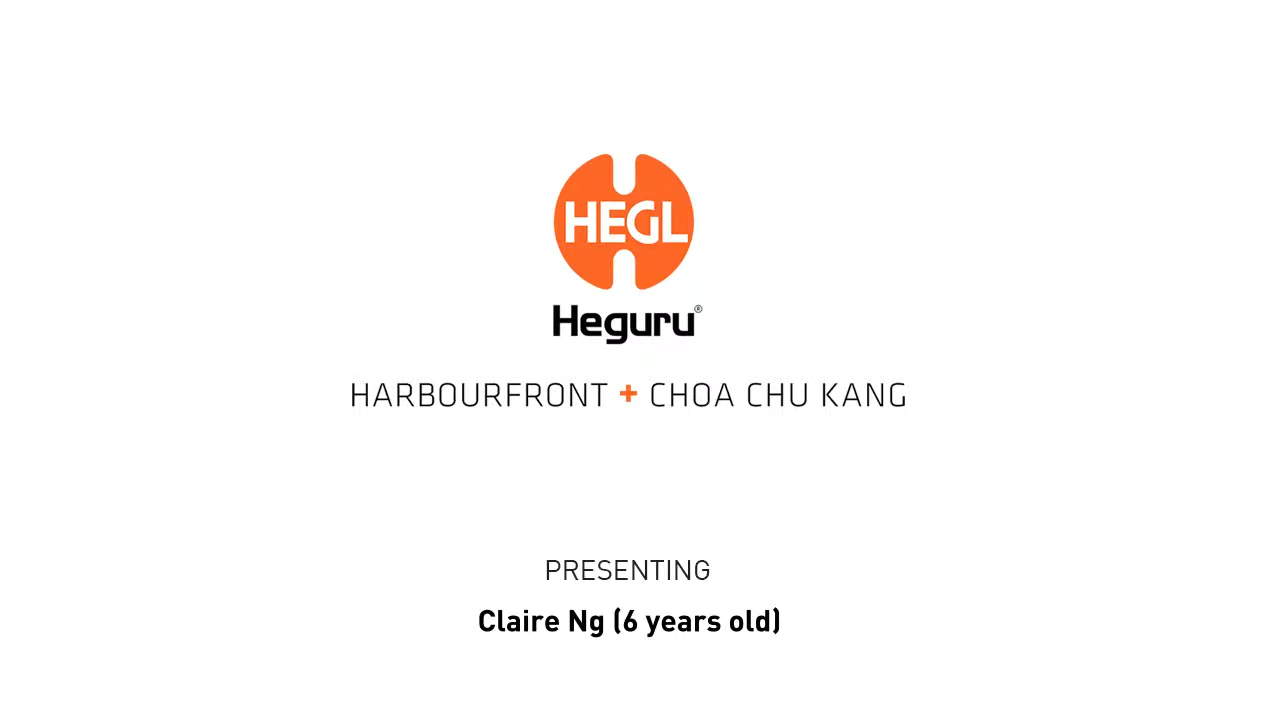 HEGL
Heguru®
HARBOURFRONT + CHOA CHU KANG
PRESENTING
Claire Ng (6 years old)